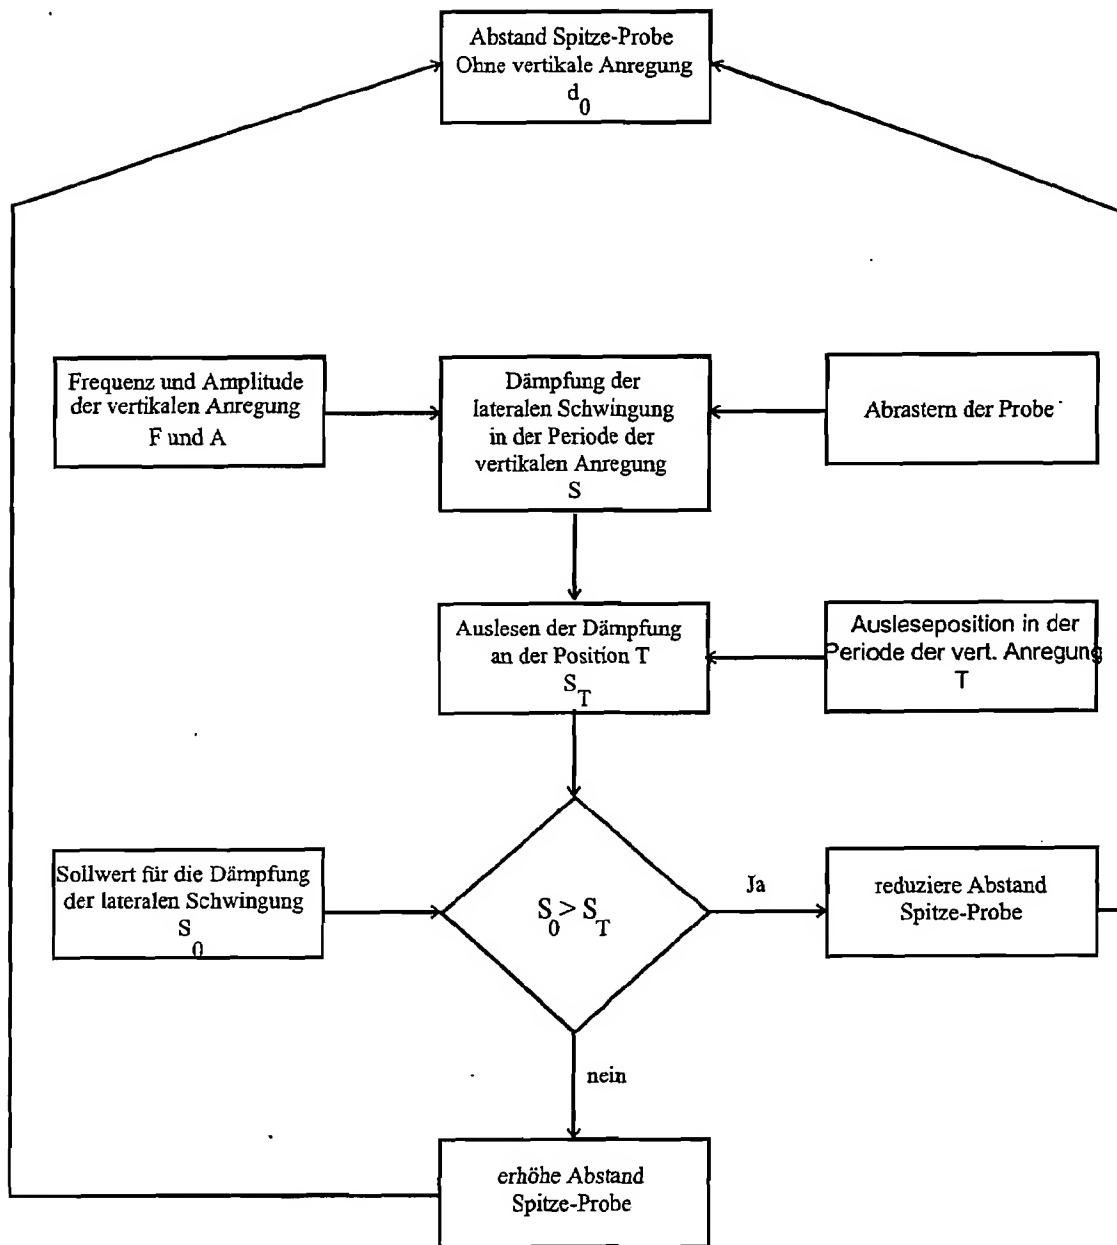 Abstand Spitze-Probe
Ohne vertikale Anregung
d0
Frequenz und Amplitude
der vertikalen Anregung
F und A
Dämpfung der
lateralen Schwingung
in der Periode der
vertikalen Anregung
S
Abrastern der Probe
Auslesen der Dämpfung
an der Position T
ST
Ausleseposition in der
Periode der vert. Anregung
T
Sollwert für die Dämpfung
der lateralen Schwingung
S0
S0> ST
Ja
reduziere Abstand
Spitze-Probe
nein
erhöhe Abstand
Spitze-Probe